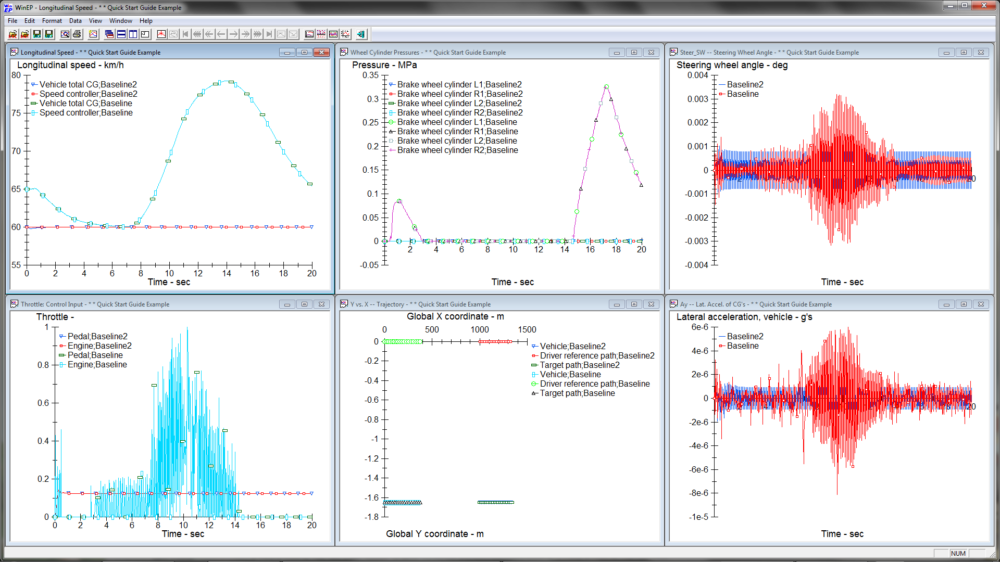 WinEP - Longitudinal Speed - * * Quick Start Guide Example
File Edit Format Data View Window Help
Longitudinal Speed - * * Quick Start Guide Example
Longitudinal speed - km/h
80
75
70
65
60
55
Vehicle total CG;Baseline2
Speed controller;Baseline2
Vehicle total CG;Baseline
Speed controller;Baseline
0 2 4 6 8 10 12 14 16 18 20
Time - sec
Wheel Cylinder Pressures - * * Quick Start Guide Example
Pressure - MPa
0.35
0.3
0.25
0.2
0.15
0.1
0.05
0
-0.05
Brake wheel cylinder L1;Baseline2
Brake wheel cylinder R1;Baseline2
Brake wheel cylinder L2;Baseline2
Brake wheel cylinder R2;Baseline2
Brake wheel cylinder L1;Baseline
Brake wheel cylinder R1;Baseline
Brake wheel cylinder L2;Baseline
Brake wheel cylinder R2;Baseline
2 4 6 8 10 12 14 16 18 20
Time - sec
Steer_SW -- Steering Wheel Angle - * * Quick Start Guide Example
Steering wheel angle - deg
0.004
0.003
0.002
0.001
0
-0.001
-0.002
-0.003
-0.004
Baseline2
Baseline
Time - sec
Throttle: Control Input - * * Quick Start Guide Example
Throttle -
1
0.8
0.6
0.4
0.2
0
Pedal;Baseline2
Engine;Baseline2
Pedal;Baseline
Engine;Baseline
0 2 4 6 8 10 12 14 16 18 20
Time - sec
Y vs. X -- Trajectory - * * Quick Start Guide Example
Global X coordinate - m
0 500 1000 1500
0
-0.2
-0.4
-0.6
-0.8
-1
-1.2
-1.4
-1.6
-1.8
Vehicle;Baseline2
Driver reference path;Baseline2
Target path;Baseline2
Vehicle;Baseline
Driver reference path;Baseline
Target path;Baseline
Global Y coordinate - m
Ay -- Lat. Accel. of CG's - * * Quick Start Guide Example
Lateral acceleration, vehicle - g's
6e-6
4e-6
2e-6
0
-2e-6
-4e-6
-6e-6
-8e-6
-1e-5
Baseline2
Baseline
Time - sec
NUM